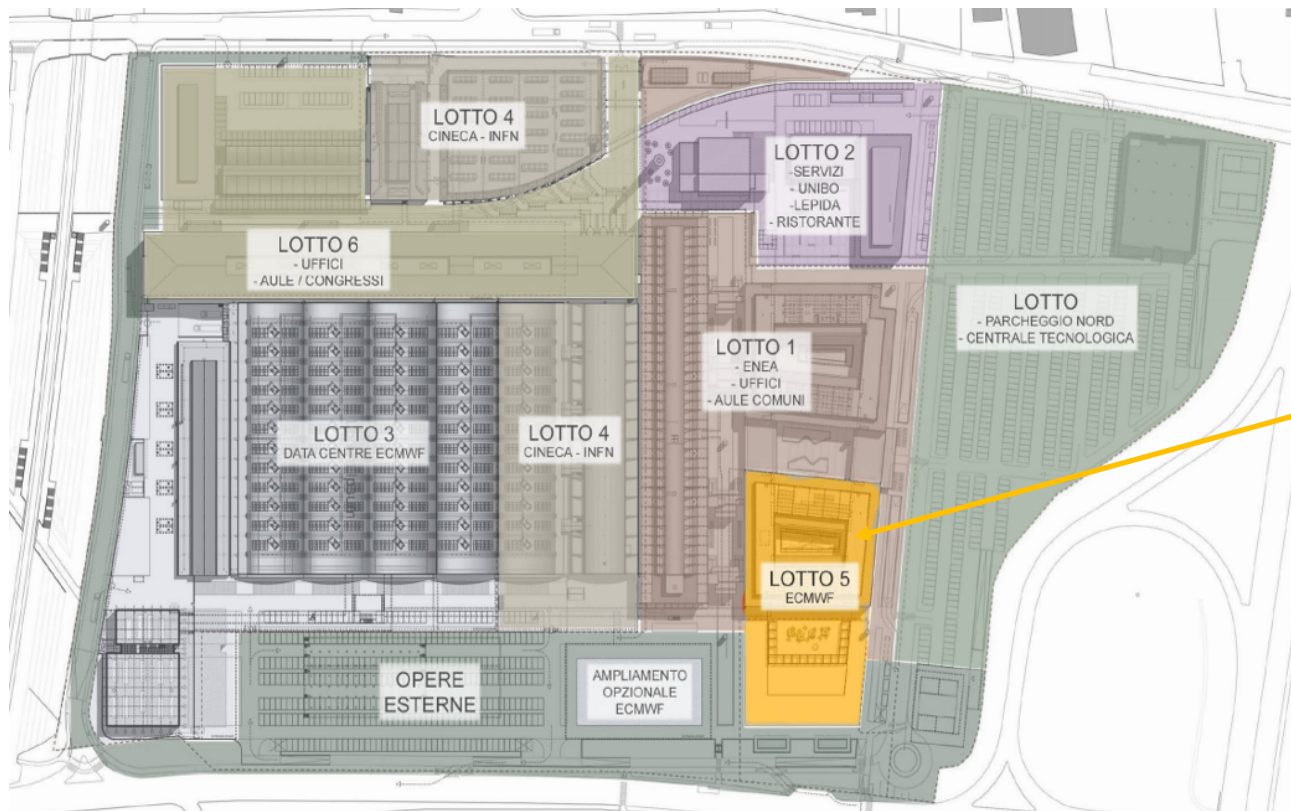 LOTTO 4
CINECA - INFN
LOTTO 2
-SERVIZI
- UNIBO
-LEPIDA
- RISTORANTE
LOTTO 6
- UFFICI
- AULE / CONGRESSI
LOTTO
- PARCHEGGIO NORD
- CENTRALE TECNOLOGICA
LOTTO 1
- ENEA
- UFFICI
- AULE COMUNI
LOTTO 3
DATA CENTRE ECMWF
LOTTO 4
CINECA - INFN
LOTTO 5
ECMWF
OPERE
ESTERNE
AMPLIAMENTO
OPZIONALE
ECMWF